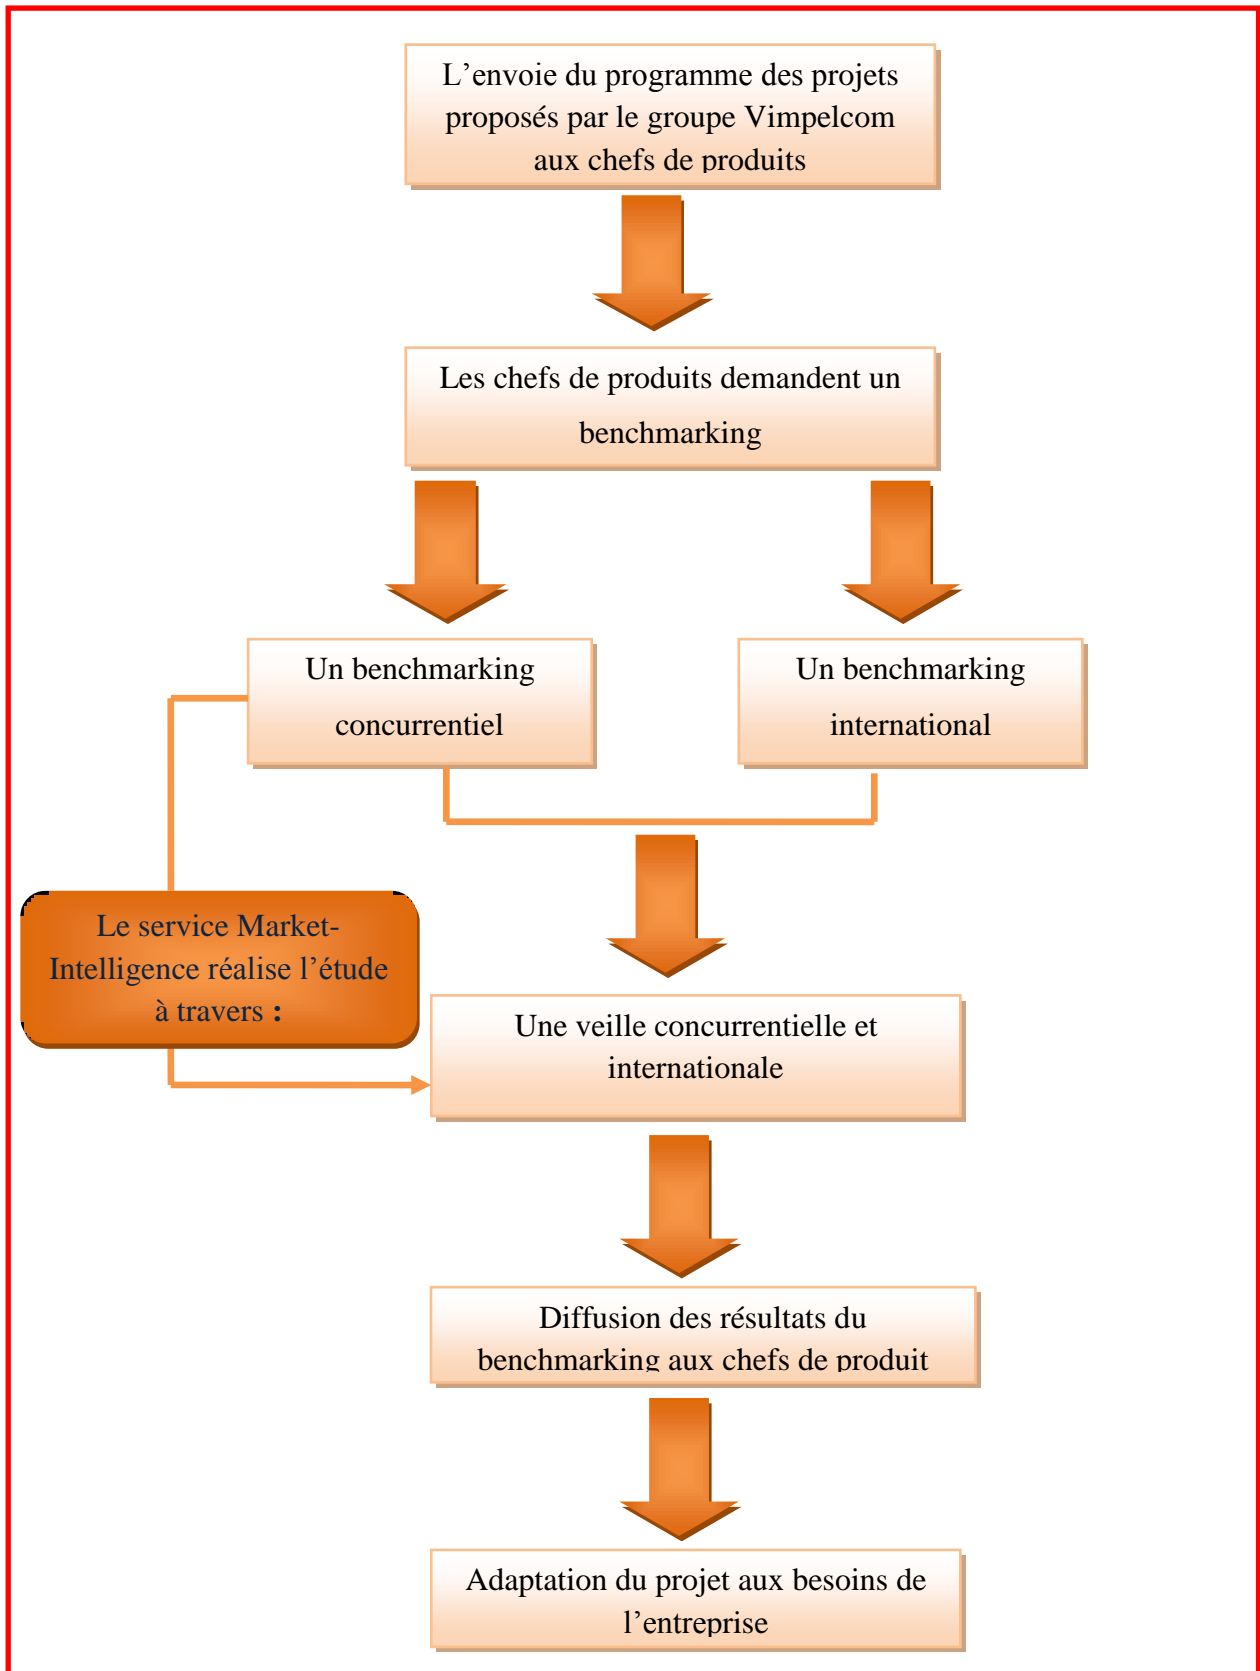 L’envoie du programme des projets
proposés par le groupe Vimpelcom
aux chefs de produits
Les chefs de produits demandent un
benchmarking
Un benchmarking
concurrentiel
Un benchmarking
international
Le service Market-
Intelligence réalise l’étude
à travers :
Une veille concurrentielle et
internationale
Diffusion des résultats du
benchmarking aux chefs de produit
Adaptation du projet aux besoins de
l’entreprise